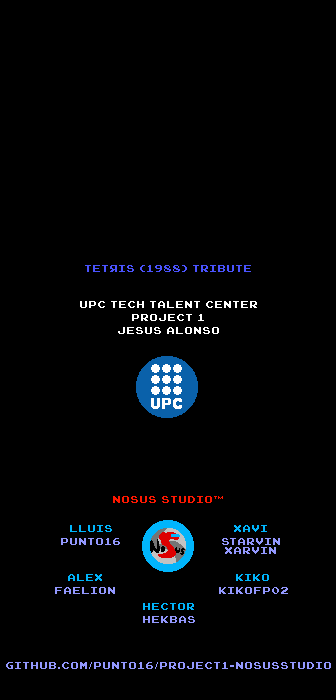 TETЯIS (1988) TRIBUTE
UPC TECH TALENT CENTER
PROJECT 1
JESUS ALONSO
UPC
NOSUS STUDIO™
LLUIS
PUNTO16
XAVI
STARVIN
XARVIN
NoSus
ALEX
FAELION
KIKO
KIKOFP02
HECTOR
HEKBAS
GITHUB.COM/PUNTO16/PROJECT1-NOSUSSTUDIO